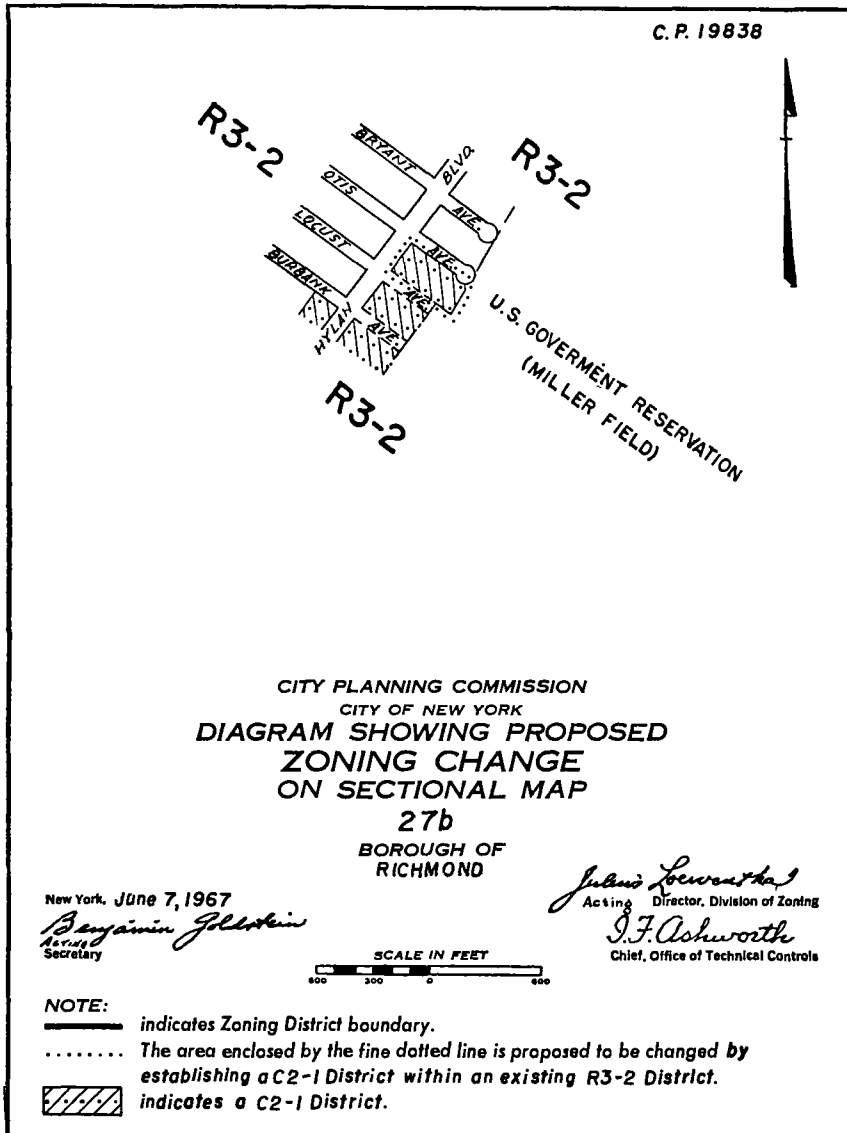 C.P. 19838
R3-2
R3-2
BRYANT
BLVD.
AVE.
OTIS
AVE.
LOCUST
AVE.
BURBANK
AVE.
HYLAN
R3-2
U.S. GOVERMENT RESERVATION
(MILLER FIELD)
CITY PLANNING COMMISSION
CITY OF NEW YORK
DIAGRAM SHOWING PROPOSED
ZONING CHANGE
ON SECTIONAL MAP
27b
BOROUGH OF
RICHMOND
New York, June 7, 1967
Benjamin Goldstein
Acting
Secretary
Julius Loewenthal
Acting Director, Division of Zoning
I.F. Ashworth
Chief, Office of Technical Controls
SCALE IN FEET
600 300 0 600
NOTE:
indicates Zoning District boundary.
The area enclosed by the fine dotted line is proposed to be changed by
establishing a C2-1 District within an existing R3-2 District.
indicates a C2-1 District.